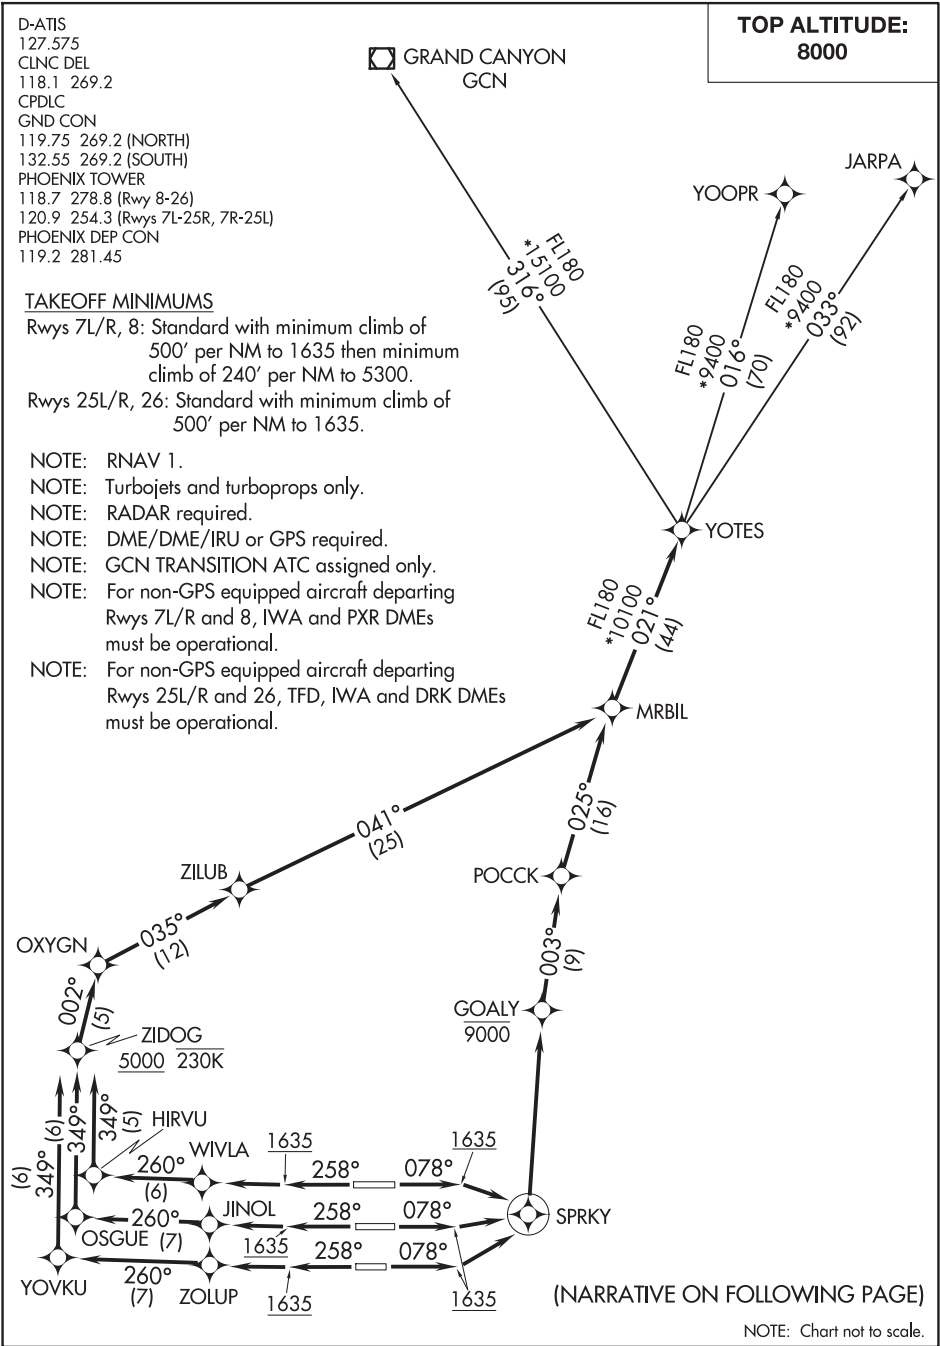 D-ATIS
127.575
CLNC DEL
118.1 269.2
CPDLC
GND CON
119.75 269.2 (NORTH)
132.55 269.2 (SOUTH)
PHOENIX TOWER
118.7 278.8 (Rwy 8-26)
120.9 254.3 (Rwys 7L-25R, 7R-25L)
PHOENIX DEP CON
119.2 281.45
TOP ALTITUDE:
8000
GRAND CANYON
GCN
YOOPR
JARPA
FL180
*15100
316°
(95)
FL180
*9400
016°
(70)
FL180
*9400
033°
(92)
TAKEOFF MINIMUMS
Rwys 7L/R, 8: Standard with minimum climb of
500′ per NM to 1635 then minimum
climb of 240′ per NM to 5300.
Rwys 25L/R, 26: Standard with minimum climb of
500′ per NM to 1635.
NOTE: RNAV 1.
NOTE: Turbojets and turboprops only.
NOTE: RADAR required.
NOTE: DME/DME/IRU or GPS required.
NOTE: GCN TRANSITION ATC assigned only.
NOTE: For non-GPS equipped aircraft departing
Rwys 7L/R and 8, IWA and PXR DMEs
must be operational.
NOTE: For non-GPS equipped aircraft departing
Rwys 25L/R and 26, TFD, IWA and DRK DMEs
must be operational.
YOTES
FL180
*10100
021°
(44)
MRBIL
041°
(25)
025°
(16)
ZILUB
POCCK
035°
(12)
OXYGN
003°
(9)
002°
(5)
GOALY
9000
ZIDOG
5000 230K
349°
(6)
349°
(6)
349°
(5)
HIRVU
WIVLA
260°
(6)
1635
258°
078°
1635
JINOL
OSGUE
260°
(7)
1635
258°
078°
SPRKY
YOVKU
260°
(7)
ZOLUP
1635
258°
078°
1635
(NARRATIVE ON FOLLOWING PAGE)
NOTE: Chart not to scale.